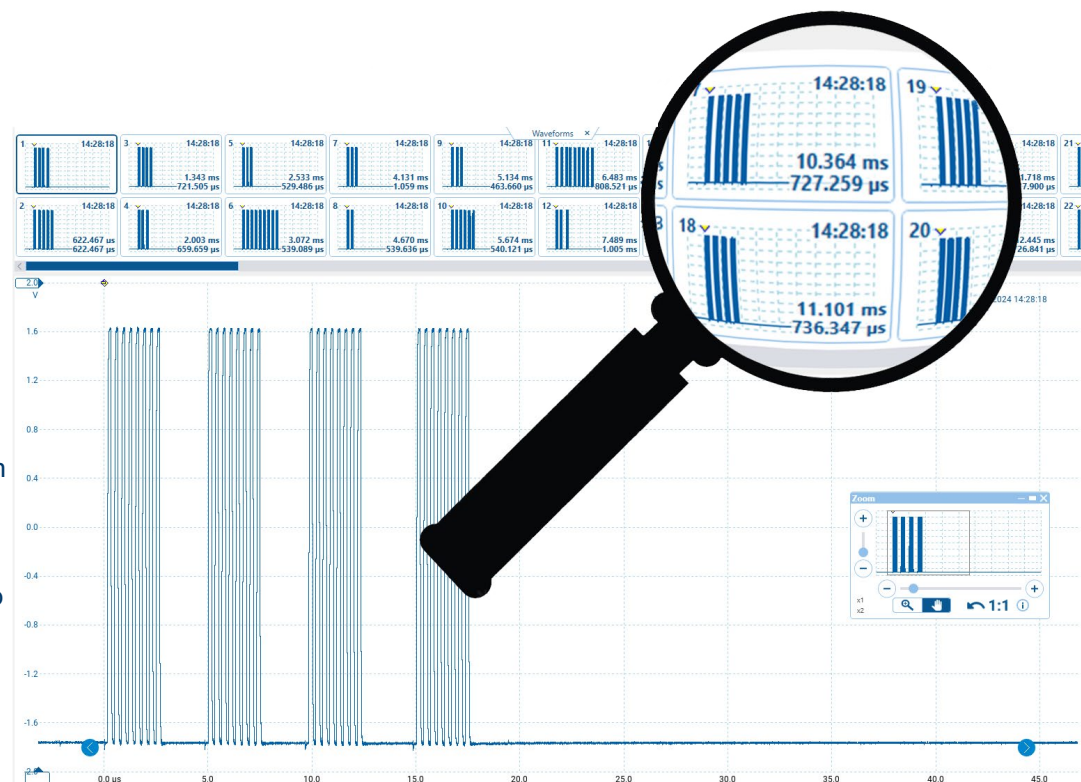 Waveforms ×
1 14:28:18
3 14:28:18
1.343 ms
721.505 µs
5 14:28:18
2.533 ms
529.486 µs
7 14:28:18
4.131 ms
1.059 ms
9 14:28:18
5.134 ms
463.660 µs
11 14:28:18
6.483 ms
808.521 µs
14:28:18
10.364 ms
727.259 µs
19
21
2 14:28:18
622.467 µs
622.467 µs
4 14:28:18
2.003 ms
659.659 µs
6 14:28:18
3.072 ms
539.089 µs
8 14:28:18
4.670 ms
539.636 µs
10 14:28:18
5.674 ms
540.121 µs
12 14:28:18
7.489 ms
1.005 ms
18 14:28:18
11.101 ms
736.347 µs
20
22
2.0
V
14:28:18
1.6
1.2
0.8
0.4
0.0
-0.4
-0.8
-1.2
-1.6
-2.0
Zoom
x1
x2
1:1
0.0 us 5.0 10.0 15.0 20.0 25.0 30.0 35.0 40.0 45.0